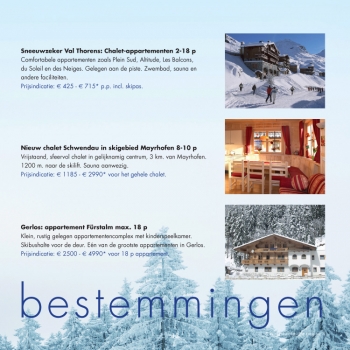 Sneeuwzeker Val Thorens: Chalet-appartementen 2-18 p
Comfortabele appartementen zoals Plein Sud, Altitude, Les Balcons,
du Soleil en des Neiges. Gelegen aan de piste. Zwembad, sauna en
andere faciliteiten.
Prijsindicatie: € 425 - € 715* p.p. incl. skipas.
Nieuw chalet Schwendau in skigebied Mayrhofen 8-10 p
Vrijstaand, sfeervol chalet in gelijknamig centrum, 3 km. van Mayrhofen.
1200 m. naar de skilift. Sauna aanwezig.
Prijsindicatie: € 1185 - € 2990* voor het gehele chalet.
Gerlos: appartement Fürstalm max. 18 p
Klein, rustig gelegen appartementencomplex met kinderspeelkamer.
Skibushalte voor de deur. Eén van de grootste appartementen in Gerlos.
Prijsindicatie: € 2500 - € 4990* voor 18 p appartement.
bestemmingen